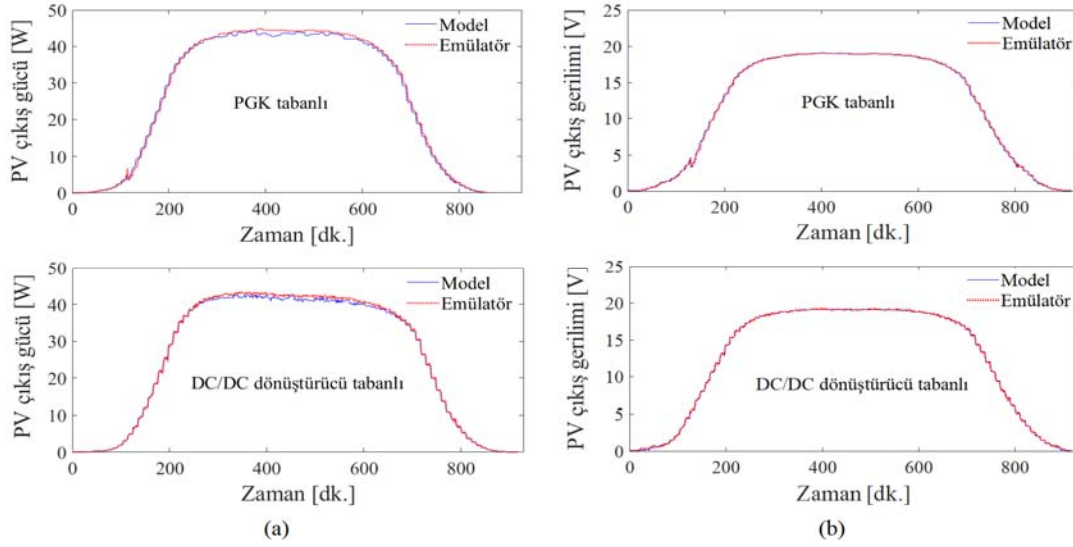 PV çıkış gücü [W]
50
40
30
20
10
0
Model
Emülatör
PGK tabanlı
0 200 400 600 800
Zaman [dk.]
PV çıkış gerilimi [V]
25
20
15
10
5
0
Model
Emülatör
PGK tabanlı
0 200 400 600 800
Zaman [dk.]
PV çıkış gücü [W]
50
40
30
20
10
0
Model
Emülatör
DC/DC dönüştürücü tabanlı
0 200 400 600 800
Zaman [dk.]
(a)
PV çıkış gerilimi [V]
25
20
15
10
5
0
Model
Emülatör
DC/DC dönüştürücü tabanlı
0 200 400 600 800
Zaman [dk.]
(b)